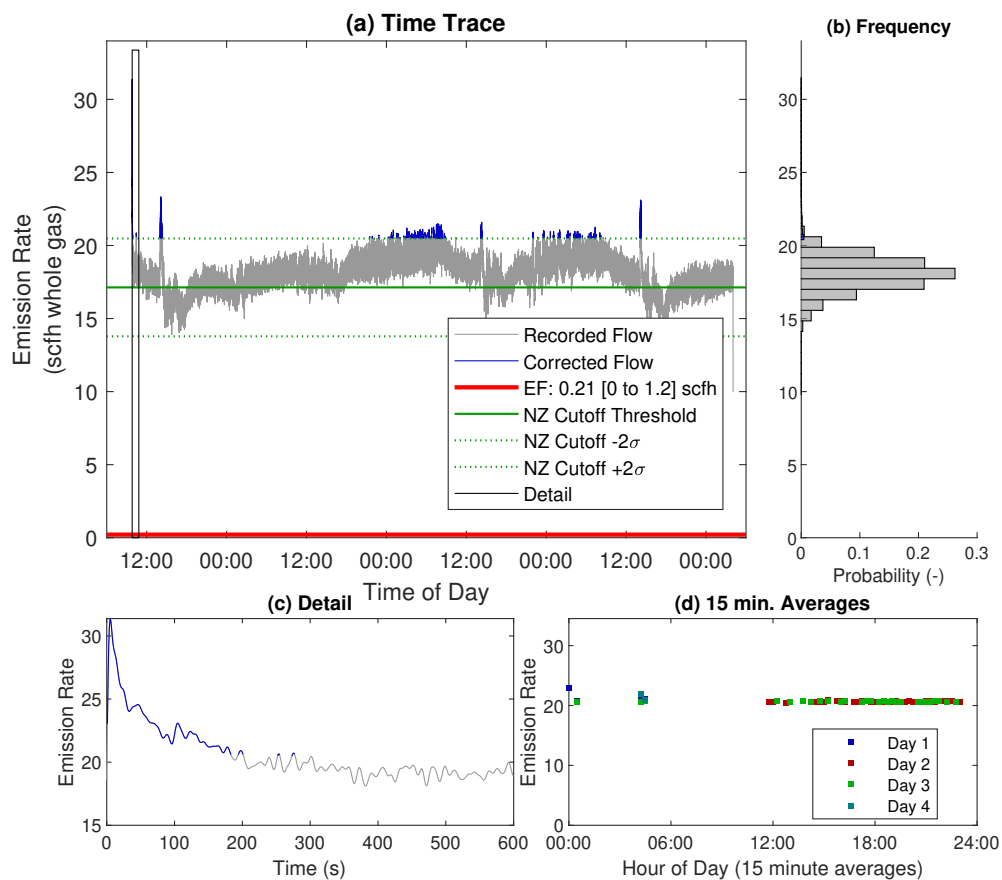 (a) Time Trace
Emission Rate
(scfh whole gas)
30
25
20
15
10
5
0
12:00 00:00 12:00 00:00 12:00 00:00 12:00 00:00
Time of Day
Recorded Flow
Corrected Flow
EF: 0.21 [0 to 1.2] scfh
NZ Cutoff Threshold
NZ Cutoff -2σ
NZ Cutoff +2σ
Detail
(b) Frequency
30
25
20
15
10
5
0
0 0.1 0.2 0.3
Probability (-)
(c) Detail
Emission Rate
30
25
20
15
0 100 200 300 400 500 600
Time (s)
(d) 15 min. Averages
Emission Rate
30
20
10
0
00:00 06:00 12:00 18:00 24:00
Hour of Day (15 minute averages)
Day 1
Day 2
Day 3
Day 4